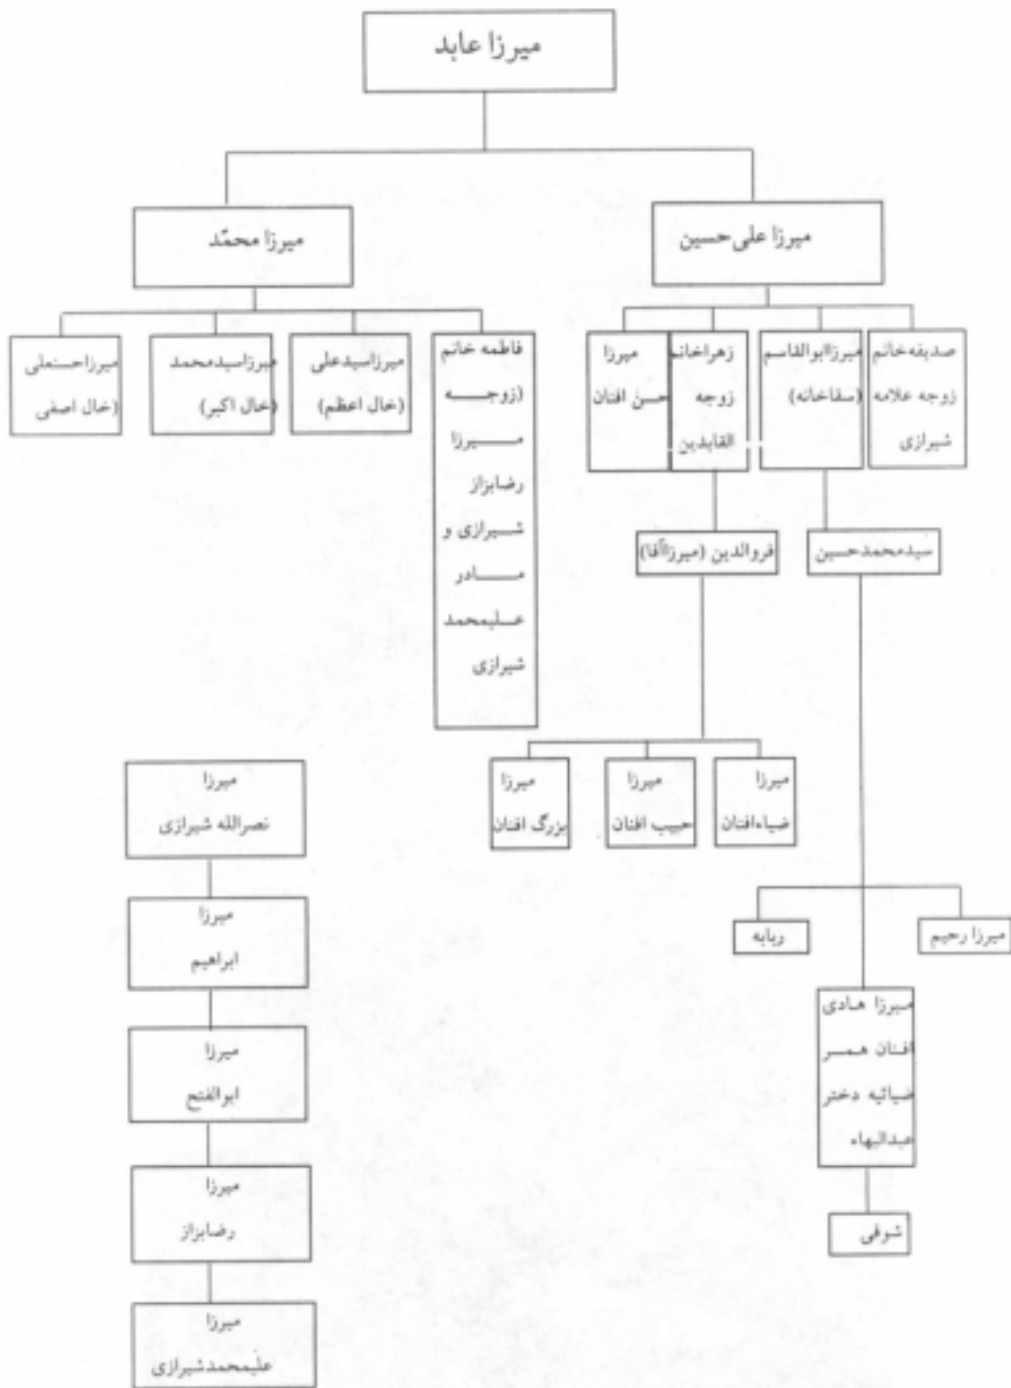 میرزا عابد
میرزا علی‌حسین
میرزا محمّد
صدیقه‌خانم
زوجه علامه
شیرازی
میرزاابوالقاسم
(سقاخانه)
زهراخانم
زوجه
القابدین
میرزا
حسن افنان
فاطمه خانم
(زوجه
میرزا
رضابزاز
شیرازی و
مادر
علیمحمد
شیرازی
میرزاسیدعلی
(خال اعظم)
میرزاسیدمحمد
(خال اکبر)
میرزاحسنعلی
(خال اصفی)
سیدمحمدحسین
فروالدین (میرزاآقا)
میرزا
ضیاءافنان
میرزا
حبیب افنان
میرزا
بزرگ افنان
میرزا رحیم
ربابه
میرزا هادی
افنان همسر
ضیائیه دختر
عبدالبهاء
شوقی
میرزا
نصرالله شیرازی
میرزا
ابراهیم
میرزا
ابوالفتح
میرزا
رضابزاز
میرزا
علیمحمدشیرازی